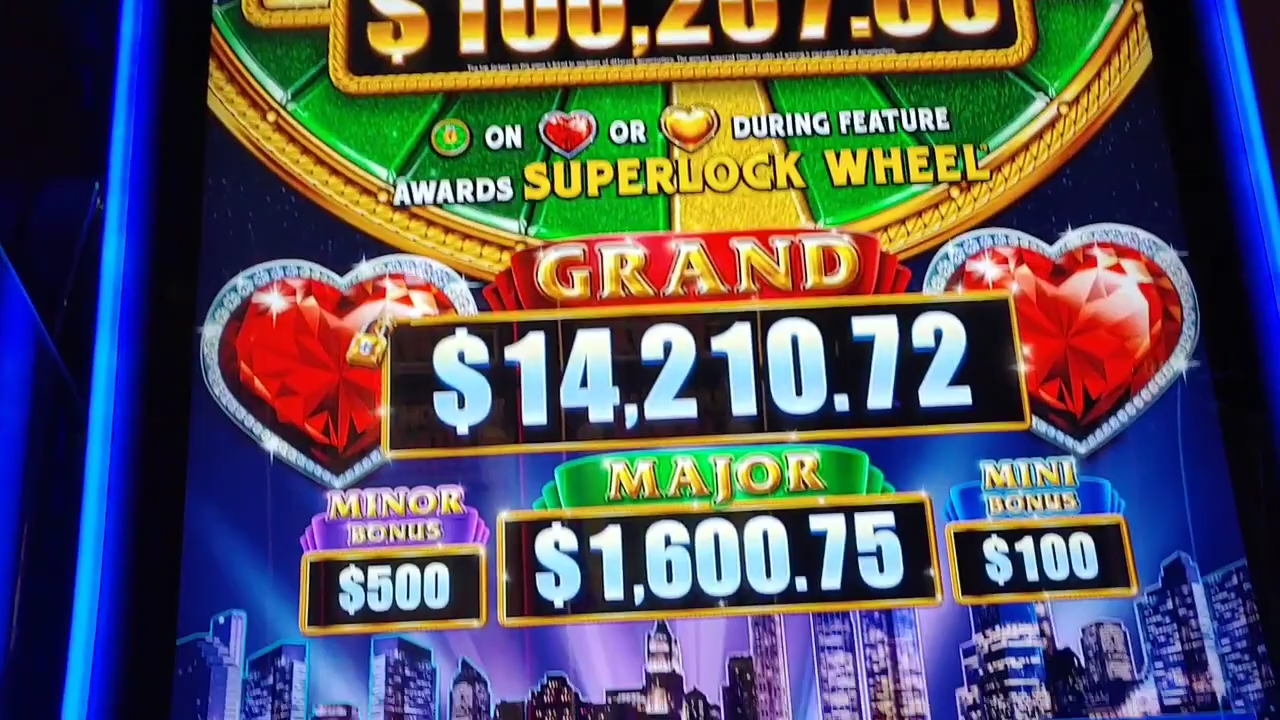 ON OR DURING FEATURE
AWARDS SUPERLOCK WHEEL
GRAND
$14,210.72
MAJOR
$1,600.75
MINOR
BONUS
$500
MINI
BONUS
$100